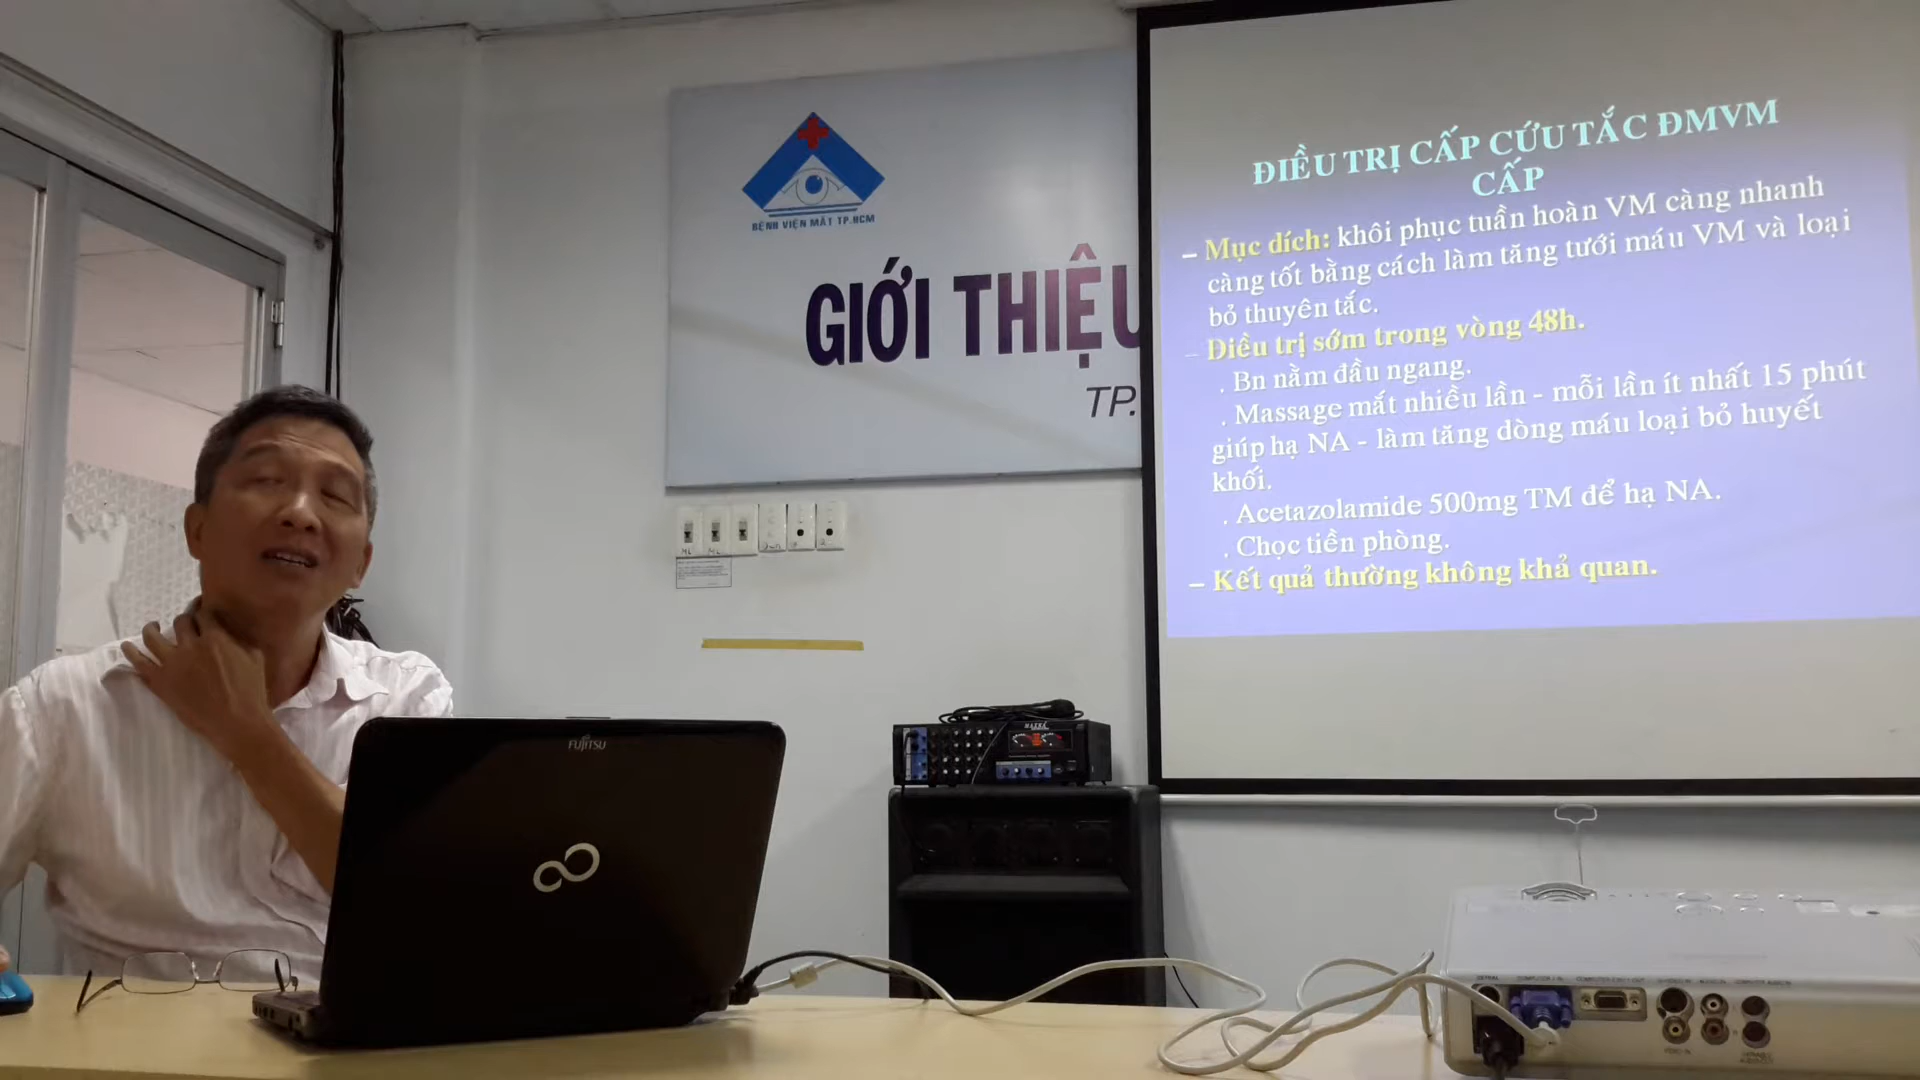 BỆNH VIỆN MẮT TP.HCM
GIỚI THIỆU
TP.
ĐIỀU TRỊ CẤP CỨU TẮC ĐMVM
CẤP
– Mục đích: khôi phục tuần hoàn VM càng nhanh
càng tốt bằng cách làm tăng tưới máu VM và loại
bỏ thuyên tắc.
– Điều trị sớm trong vòng 48h.
. Bn nằm đầu ngang.
. Massage mắt nhiều lần - mỗi lần ít nhất 15 phút
giúp hạ NA - làm tăng dòng máu loại bỏ huyết
khối.
. Acetazolamide 500mg TM để hạ NA.
. Chọc tiền phòng.
– Kết quả thường không khả quan.
FUJITSU